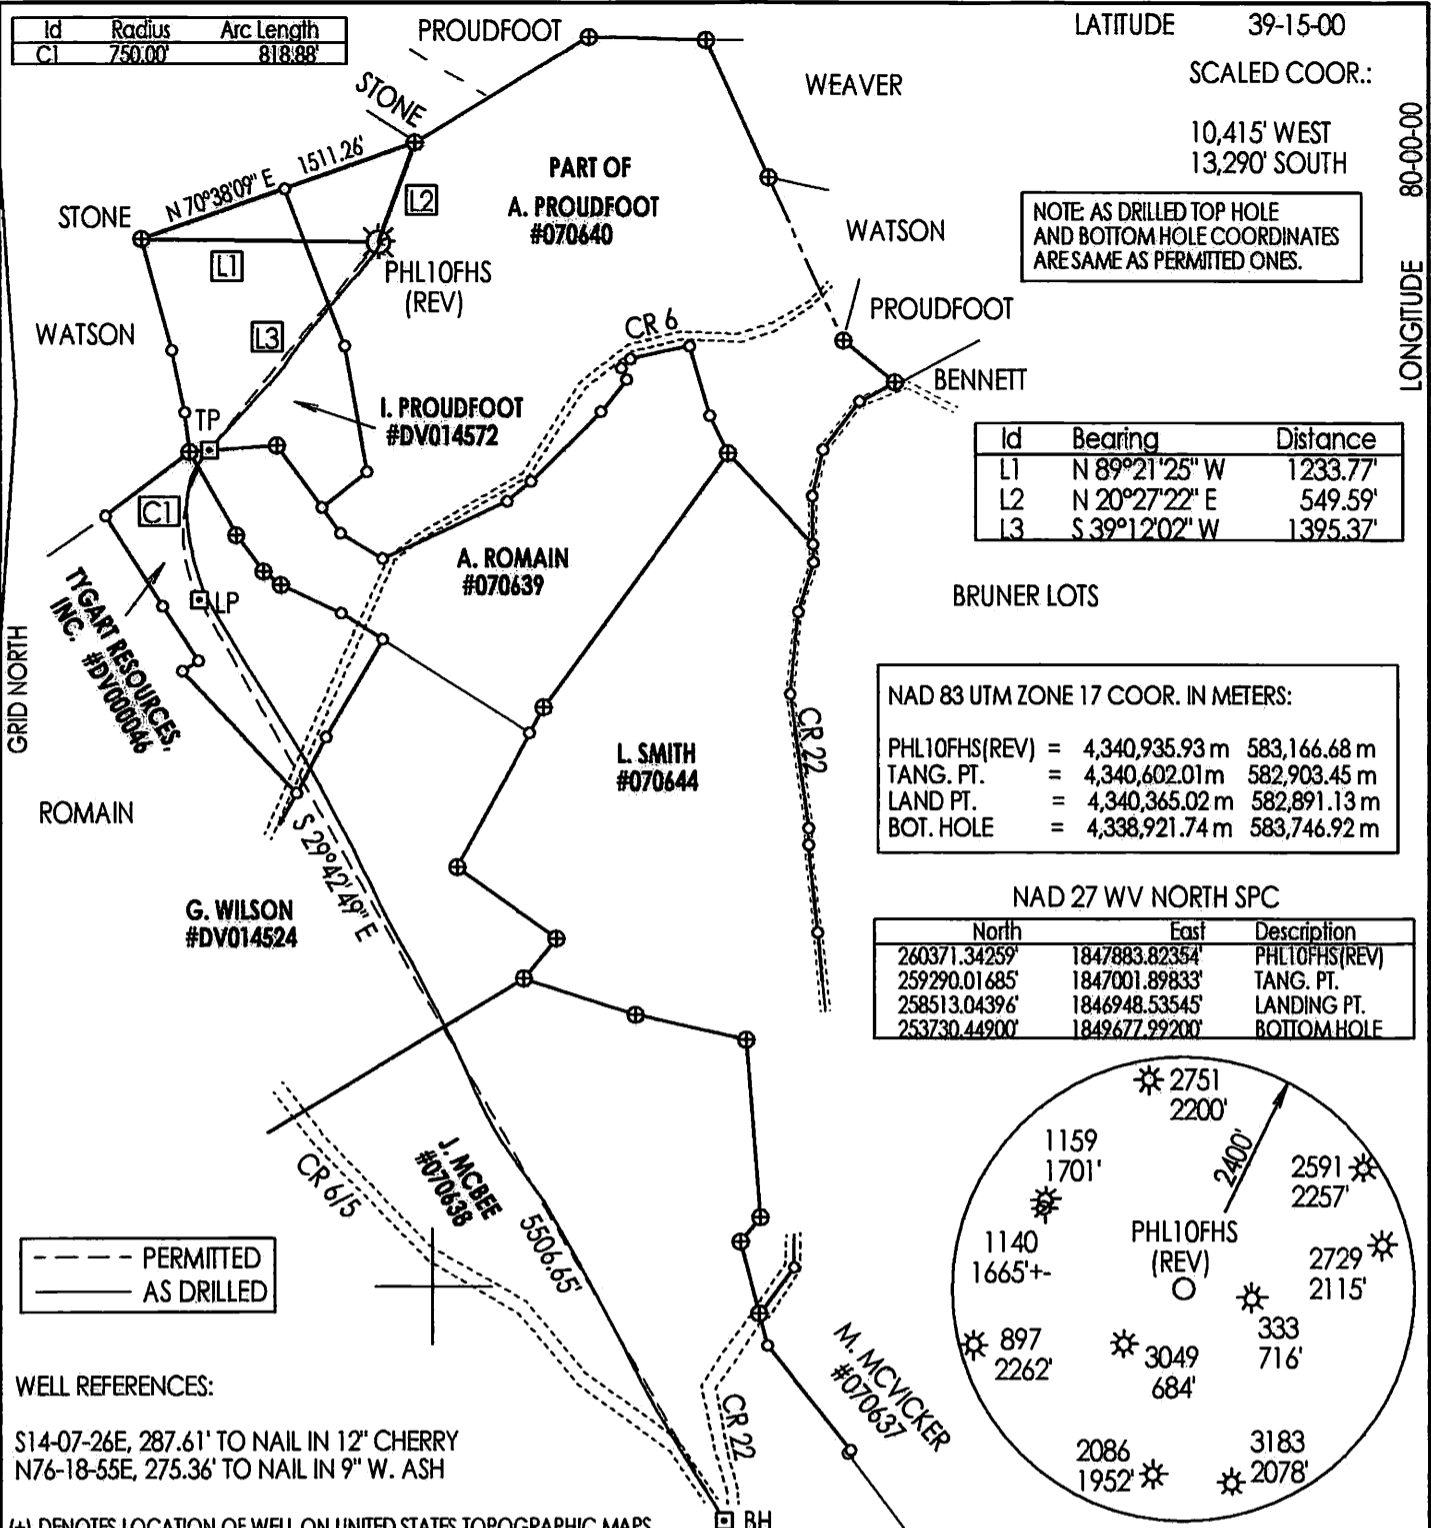 Id Radius Arc Length
C1 750.00' 818.88'
PROUDFOOT
LATITUDE 39-15-00
SCALED COOR.:
10,415' WEST
13,290' SOUTH
LONGITUDE 80-00-00
WEAVER
STONE
N 70°38'09" E 1511.26'
PART OF
A. PROUDFOOT
#070640
L2
STONE
NOTE: AS DRILLED TOP HOLE
AND BOTTOM HOLE COORDINATES
ARE SAME AS PERMITTED ONES.
WATSON
L1
PHL10FHS
(REV)
PROUDFOOT
CR 6
WATSON
L3
BENNETT
I. PROUDFOOT
#DV014572
TP
Id Bearing Distance
L1 N 89°21'25" W 1233.77'
L2 N 20°27'22" E 549.59'
L3 S 39°12'02" W 1395.37'
C1
A. ROMAIN
#070639
BRUNER LOTS
LP
TYGART RESOURCES,
INC. #DV000046
GRID NORTH
NAD 83 UTM ZONE 17 COOR. IN METERS:
PHL10FHS(REV) = 4,340,935.93 m 583,166.68 m
TANG. PT. = 4,340,602.01m 582,903.45 m
LAND PT. = 4,340,365.02 m 582,891.13 m
BOT. HOLE = 4,338,921.74 m 583,746.92 m
CR 22
L. SMITH
#070644
ROMAIN
S 29°42'49" E
G. WILSON
#DV014524
NAD 27 WV NORTH SPC
North East Description
260371.34259' 1847883.82354' PHL10FHS(REV)
259290.01685' 1847001.89833' TANG. PT.
258513.04396' 1846948.53545' LANDING PT.
253730.44900' 1849677.99200' BOTTOM HOLE
2751
2200'
1159
1701'
2400'
2591
2257'
1140
1665'+-
PHL10FHS
(REV)
2729
2115'
333
716'
897
2262'
3049
684'
2086
1952'
3183
2078'
CR 6/5
J. MCBEE
#070638
5506.65'
PERMITTED
AS DRILLED
M. MCVICKER
#070637
CR 22
WELL REFERENCES:
S14-07-26E, 287.61' TO NAIL IN 12" CHERRY
N76-18-55E, 275.36' TO NAIL IN 9" W. ASH
(+) DENOTES LOCATION OF WELL ON UNITED STATES TOPOGRAPHIC MAPS
BH